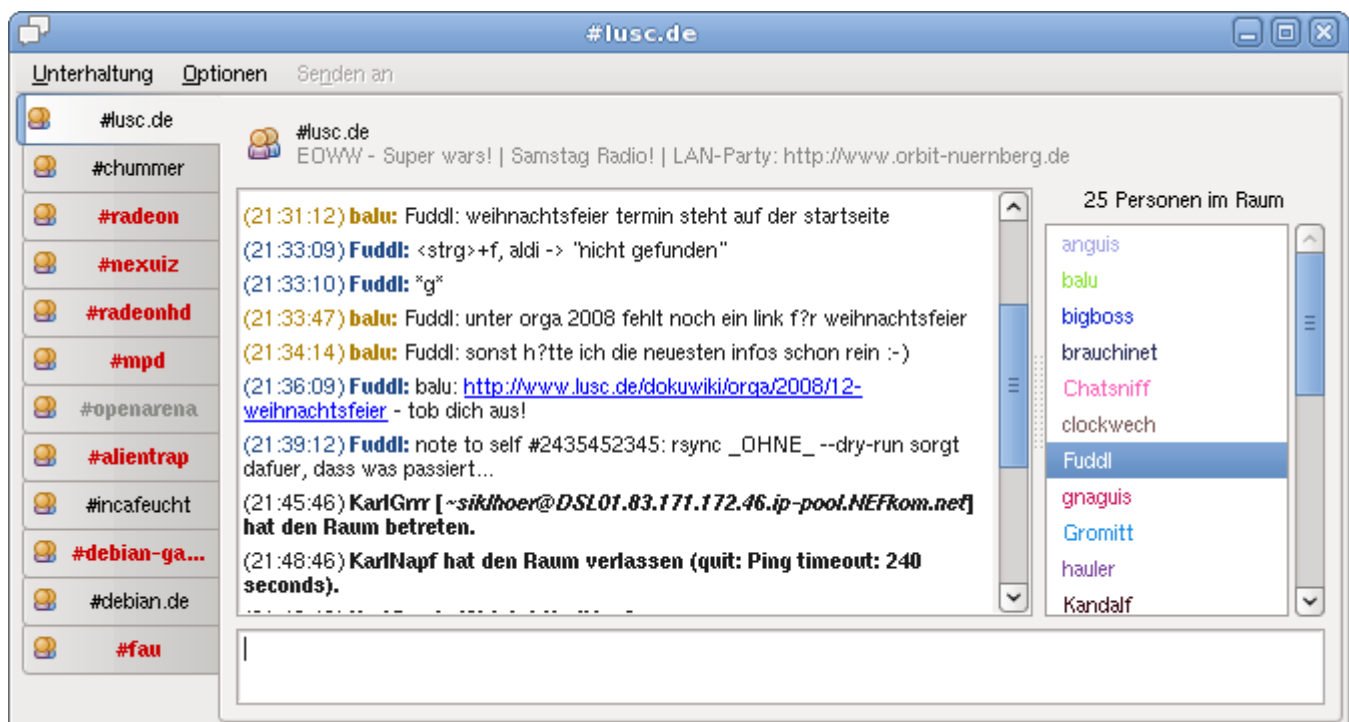 #lusc.de
Unterhaltung Optionen Senden an
#lusc.de
#chummer
#radeon
#nexuiz
#radeonhd
#mpd
#openarena
#alientrap
#incafeucht
#debian-ga...
#debian.de
#fau
#lusc.de
EOWW - Super wars! | Samstag Radio! | LAN-Party: http://www.orbit-nuernberg.de
(21:31:12) balu: Fuddl: weihnachtsfeier termin steht auf der startseite
(21:33:09) Fuddl: <strg>+f, aldi -> "nicht gefunden"
(21:33:10) Fuddl: *g*
(21:33:47) balu: Fuddl: unter orga 2008 fehlt noch ein link f?r weihnachtsfeier
(21:34:14) balu: Fuddl: sonst h?tte ich die neuesten infos schon rein :-)
(21:36:09) Fuddl: balu: http://www.lusc.de/dokuwiki/orga/2008/12-
weihnachtsfeier - tob dich aus!
(21:39:12) Fuddl: note to self #2435452345: rsync _OHNE_ --dry-run sorgt
dafuer, dass was passiert...
(21:45:46) KarlGrrr [~siklhoer@DSL01.83.171.172.46.ip-pool.NEFkom.net]
hat den Raum betreten.
(21:48:46) KarlNapf hat den Raum verlassen (quit: Ping timeout: 240
seconds).
25 Personen im Raum
anguis
balu
bigboss
brauchinet
Chatsniff
clockwech
Fuddl
gnaguis
Gromitt
hauler
Kandalf